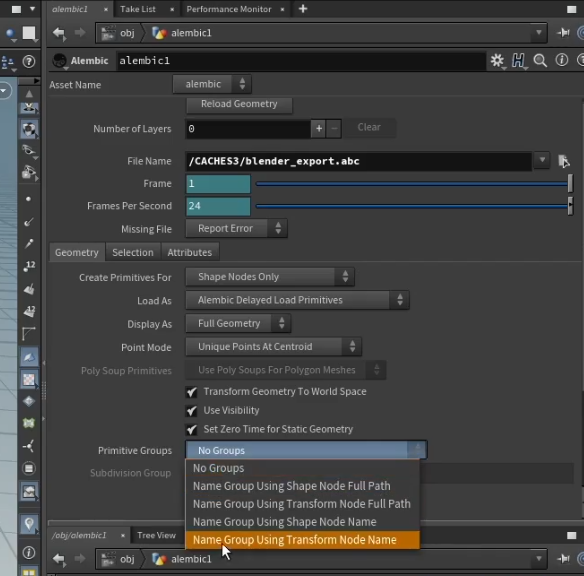 alembic1 × Take List × Performance Monitor × +
obj alembic1
Alembic alembic1
Asset Name alembic
Reload Geometry
Number of Layers 0 + − Clear
File Name /CACHES3/blender_export.abc
Frame 1
Frames Per Second 24
Missing File Report Error
Geometry Selection Attributes
Create Primitives For Shape Nodes Only
Load As Alembic Delayed Load Primitives
Display As Full Geometry
Point Mode Unique Points At Centroid
Poly Soup Primitives Use Poly Soups For Polygon Meshes
Transform Geometry To World Space
Use Visibility
Set Zero Time for Static Geometry
Primitive Groups No Groups
No Groups
Subdivision Group
Name Group Using Shape Node Full Path
Name Group Using Transform Node Full Path
Name Group Using Shape Node Name
Name Group Using Transform Node Name
/obj/alembic1 × Tree View
obj alembic1
12